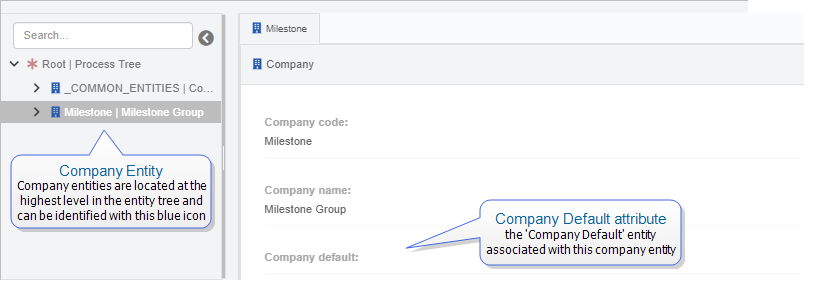 Search...
Root | Process Tree
_COMMON_ENTITIES | Co...
Milestone | Milestone Group
Company Entity
Company entities are located at the
highest level in the entity tree and
can be identified with this blue icon
Milestone
Company
Company code:
Milestone
Company name:
Milestone Group
Company default:
Company Default attribute
the 'Company Default' entity
associated with this company entity